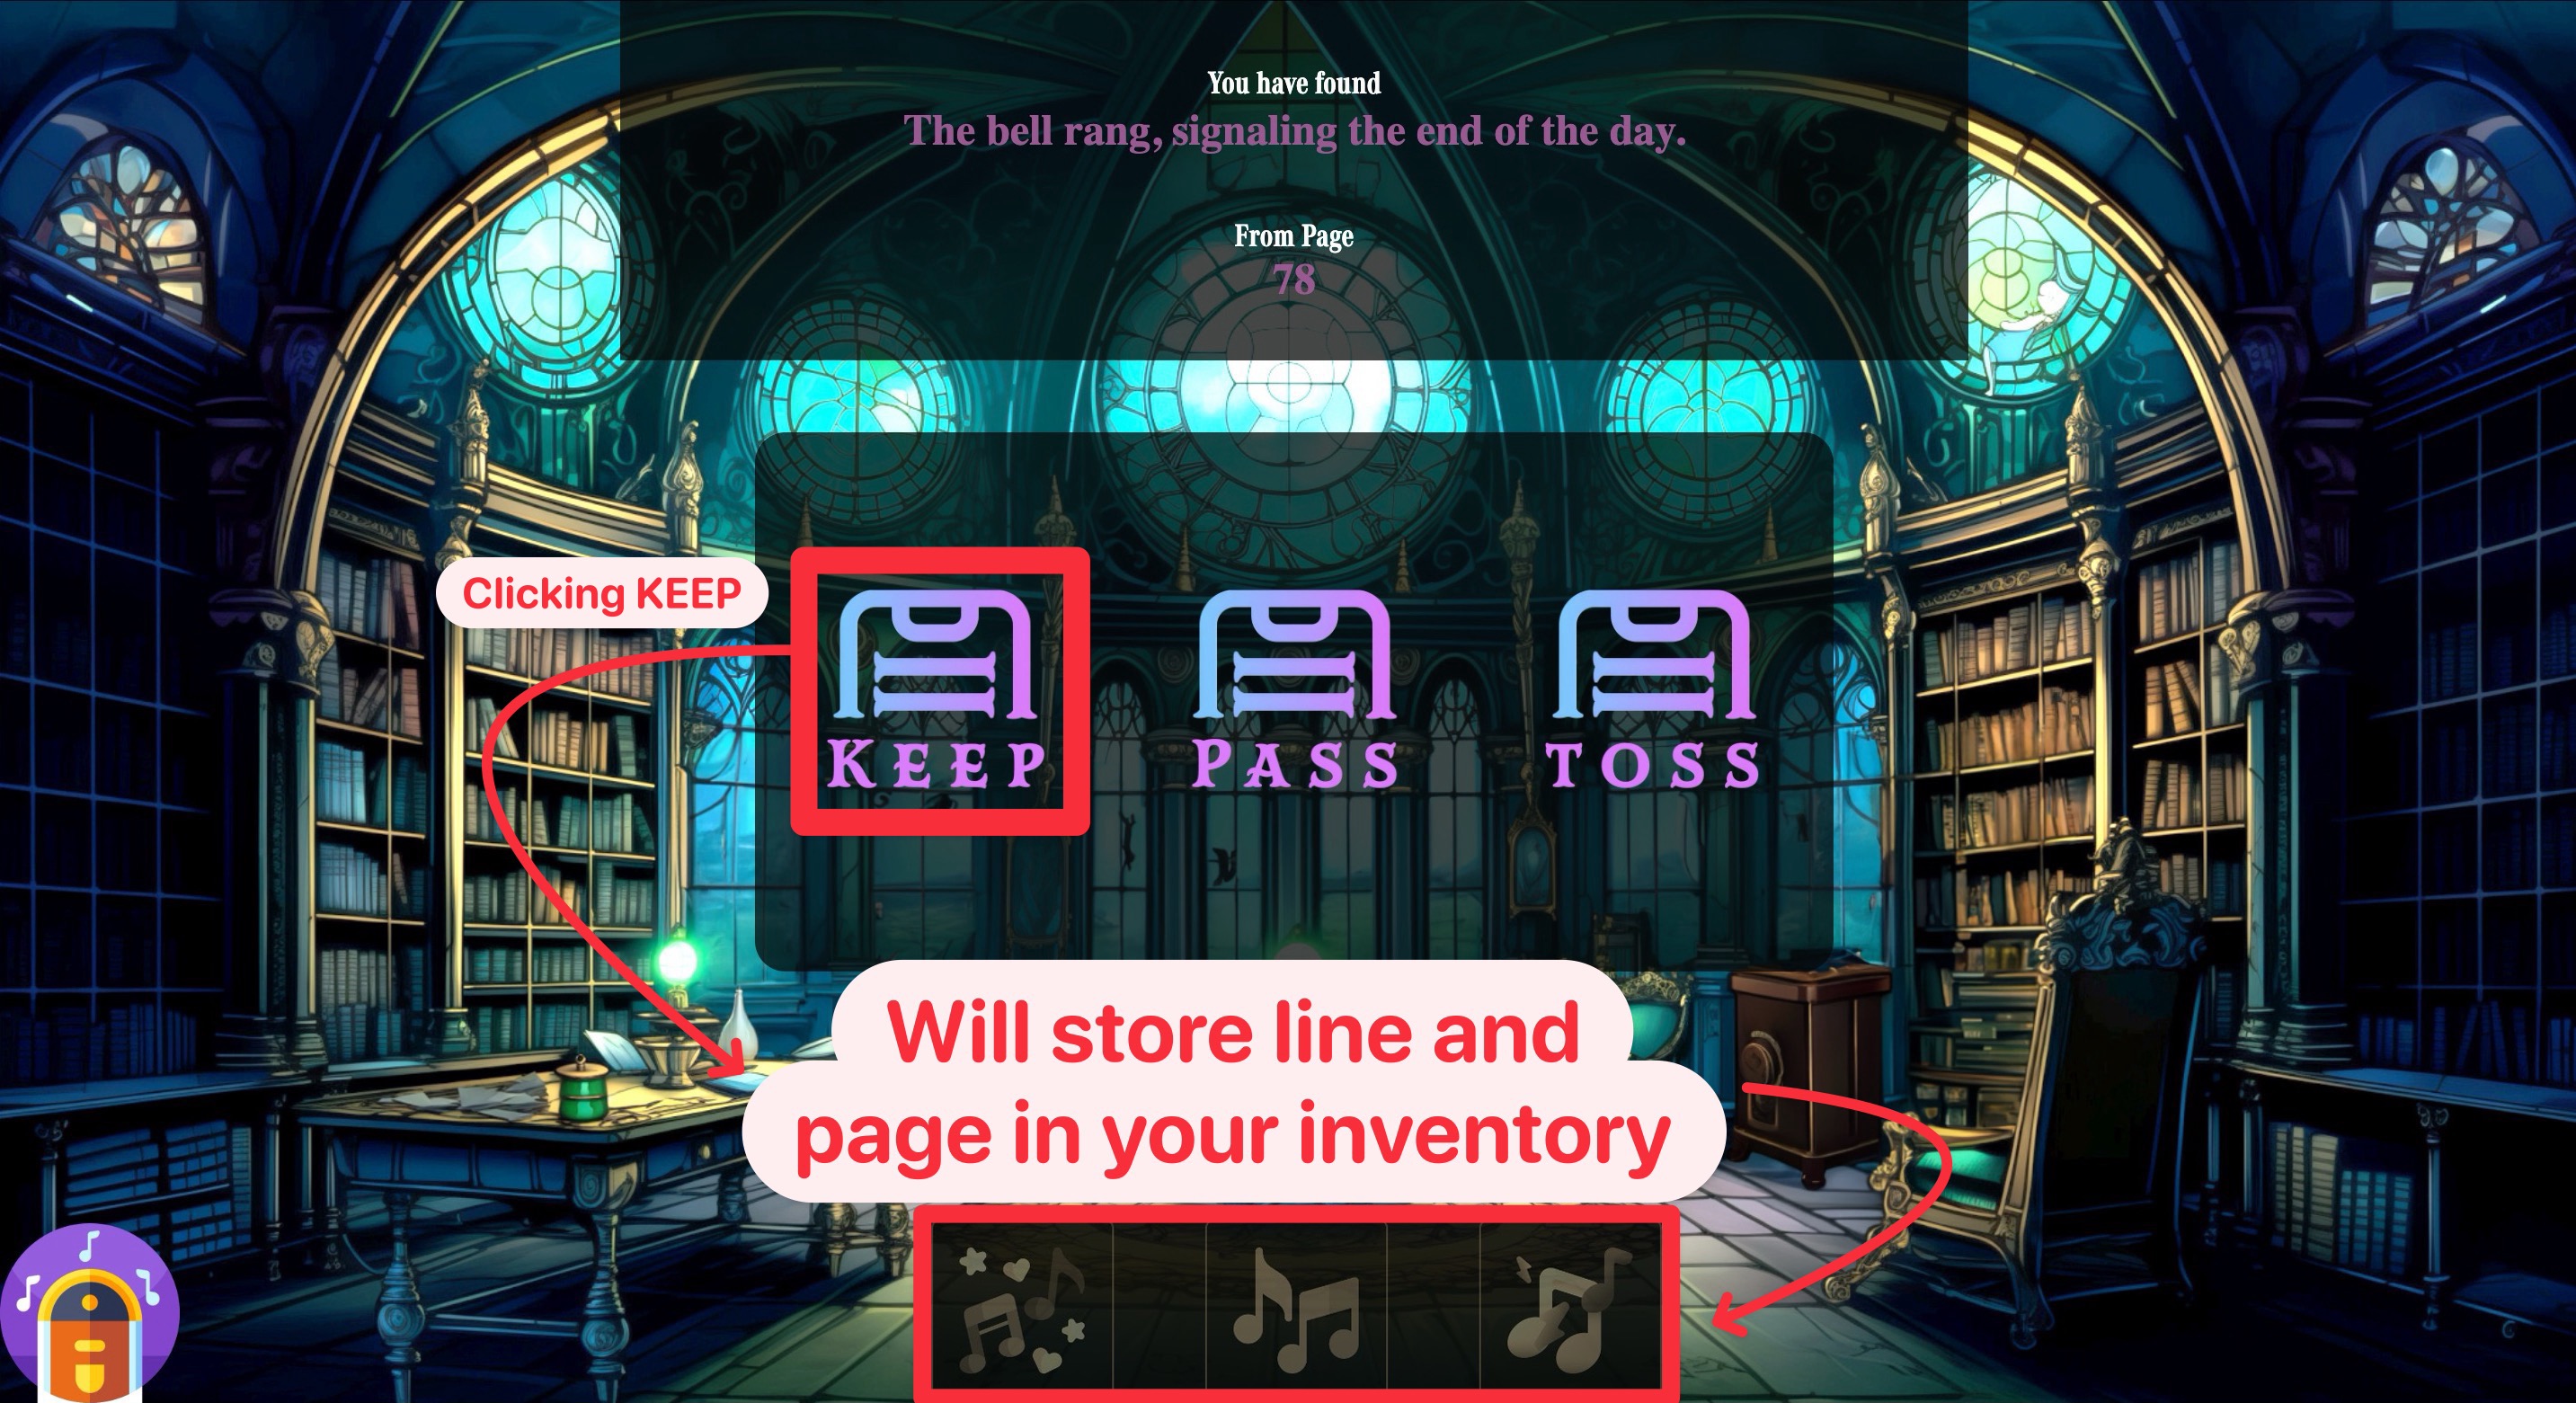 You have found
The bell rang, signaling the end of the day.
From Page
78
Clicking KEEP
KEEP
PASS
TOSS
Will store line and
page in your inventory